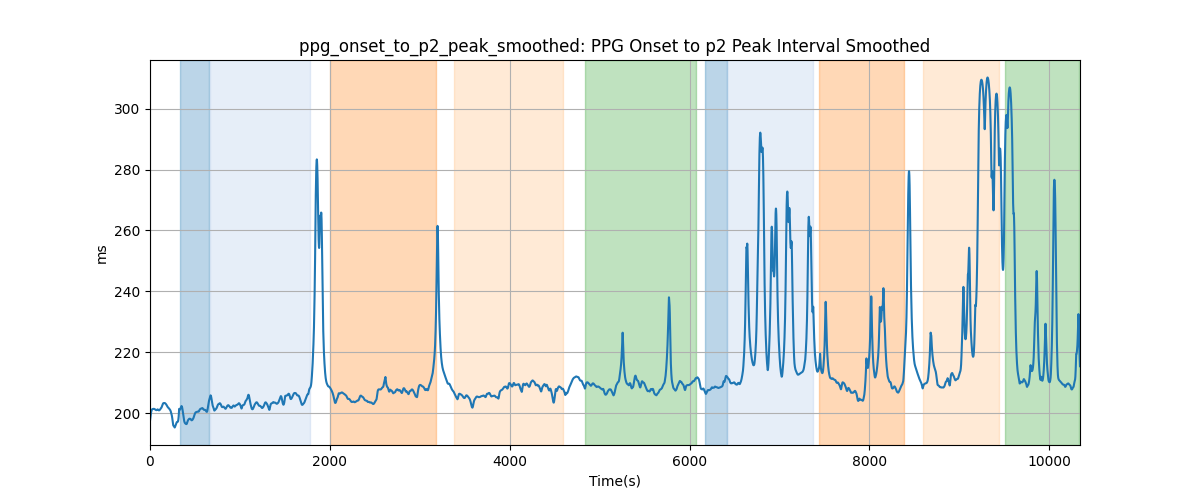 ppg_onset_to_p2_peak_smoothed: PPG Onset to p2 Peak Interval Smoothed
300
280
260
240
220
200
ms
0 2000 4000 6000 8000 10000
Time(s)